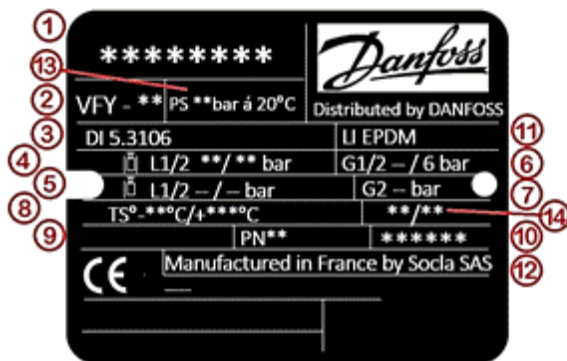 1
********
Danfoss
13
2
VFY - ** PS **bar á 20°C
Distributed by DANFOSS
3
DI 5.3106
LI EPDM
11
4
L1/2 **/** bar
G1/2 – / 6 bar
6
5
L1/2 – / – bar
G2 – bar
7
8
TS°-**°C/+***°C
**/**
14
9
PN**
******
10
CE
Manufactured in France by Socla SAS
12